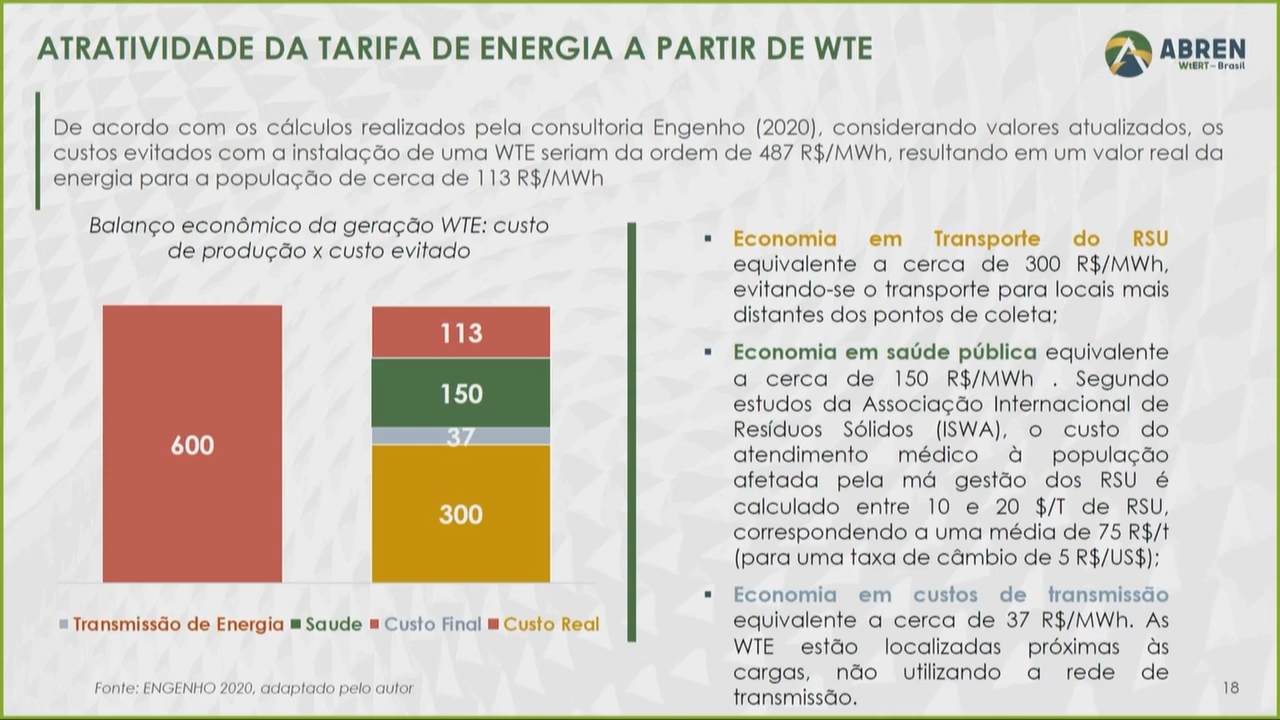 ATRATIVIDADE DA TARIFA DE ENERGIA A PARTIR DE WTE
ABREN
WtERT – Brasil
De acordo com os cálculos realizados pela consultoria Engenho (2020), considerando valores atualizados, os
custos evitados com a instalação de uma WTE seriam da ordem de 487 R$/MWh, resultando em um valor real da
energia para a população de cerca de 113 R$/MWh
Balanço econômico da geração WTE: custo
de produção x custo evitado
600
113
150
37
300
Transmissão de Energia Saude Custo Final Custo Real
Fonte: ENGENHO 2020, adaptado pelo autor
▪ Economia em Transporte do RSU
equivalente a cerca de 300 R$/MWh,
evitando-se o transporte para locais mais
distantes dos pontos de coleta;
▪ Economia em saúde pública equivalente
a cerca de 150 R$/MWh . Segundo
estudos da Associação Internacional de
Resíduos Sólidos (ISWA), o custo do
atendimento médico à população
afetada pela má gestão dos RSU é
calculado entre 10 e 20 $/T de RSU,
correspondendo a uma média de 75 R$/t
(para uma taxa de câmbio de 5 R$/US$);
▪ Economia em custos de transmissão
equivalente a cerca de 37 R$/MWh. As
WTE estão localizadas próximas às
cargas, não utilizando a rede de
transmissão.
18